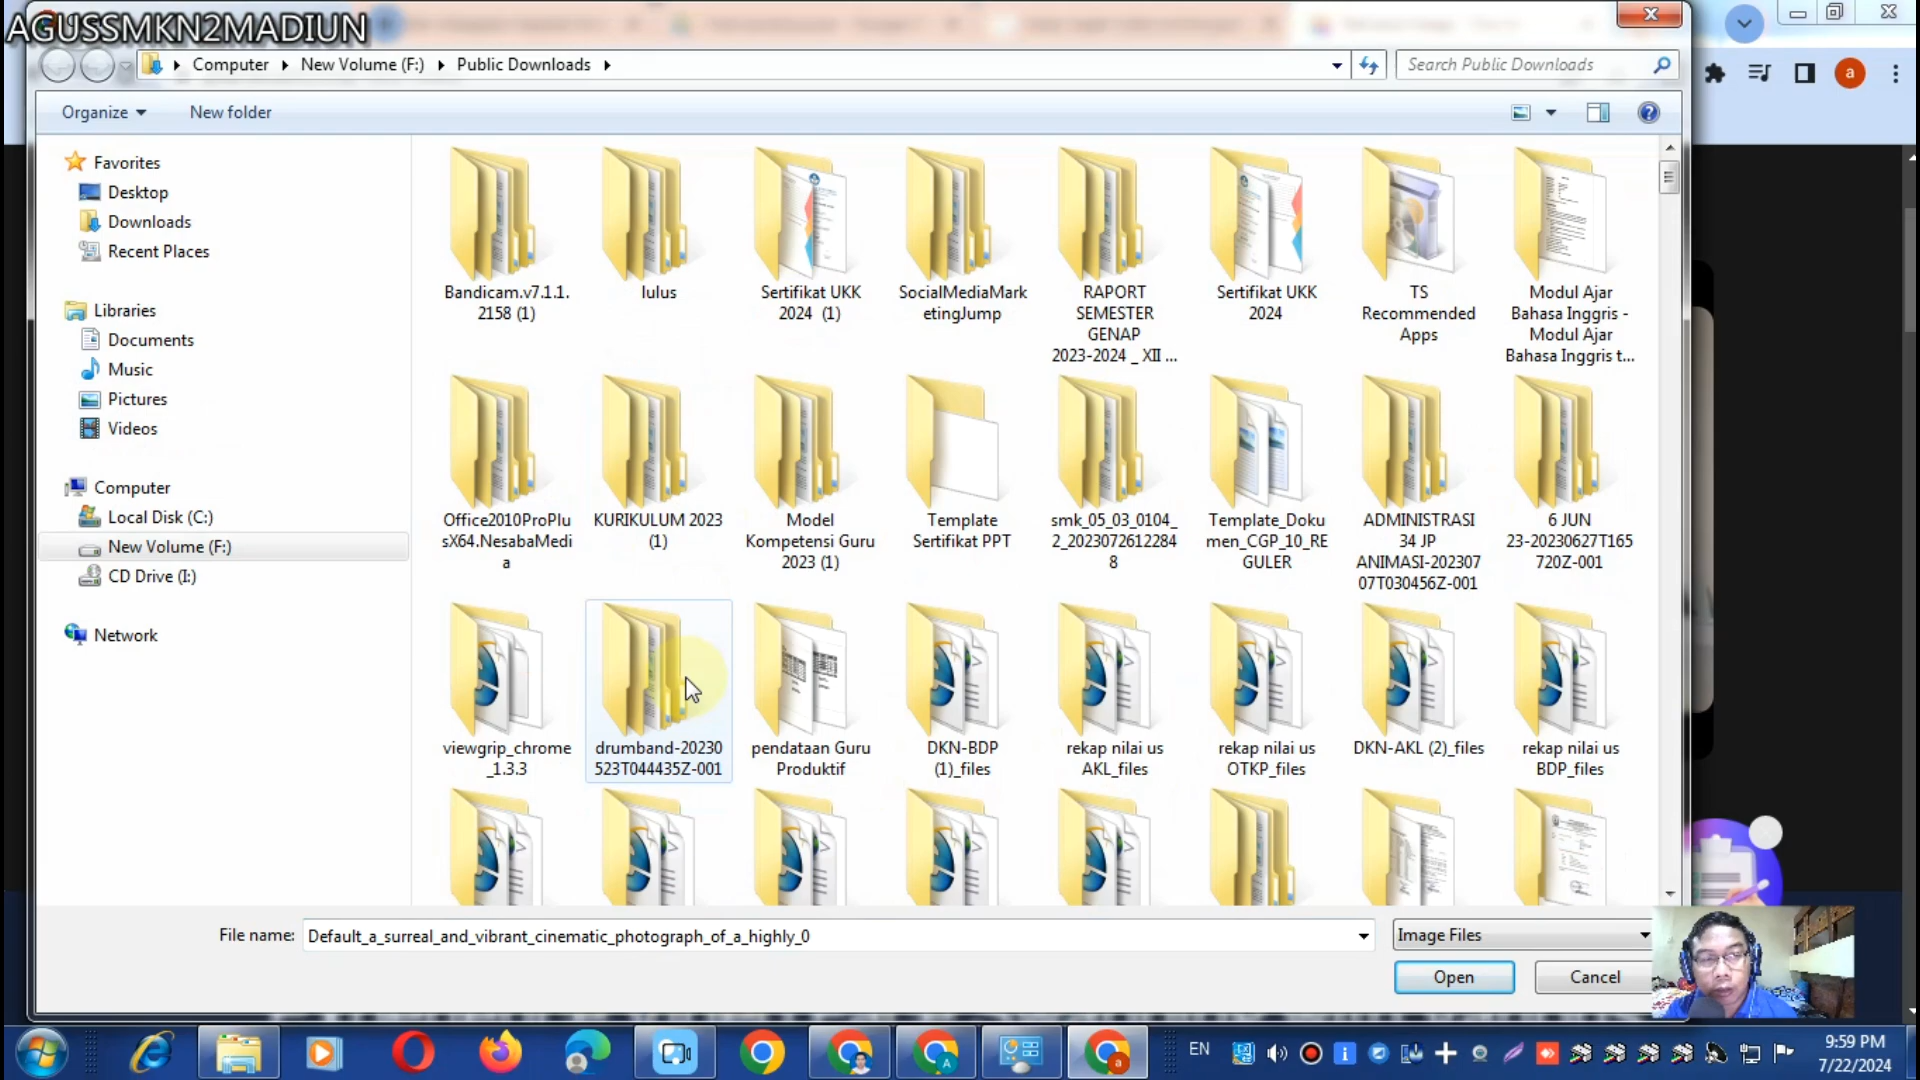 AGUSSMKN2MADIUN
Computer
New Volume (F:)
Public Downloads
Search Public Downloads
a
Organize
New folder
Favorites
Desktop
Downloads
Recent Places
Libraries
Documents
Music
Pictures
Videos
Computer
Local Disk (C:)
New Volume (F:)
CD Drive (I:)
Network
Bandicam.v7.1.1.
2158 (1)
lulus
Sertifikat UKK
2024 (1)
SocialMediaMark
etingJump
RAPORT
SEMESTER
GENAP
2023-2024 _ XII ...
Sertifikat UKK
2024
TS
Recommended
Apps
Modul Ajar
Bahasa Inggris -
Modul Ajar
Bahasa Inggris t...
Office2010ProPlu
sX64.NesabaMedi
a
KURIKULUM 2023
(1)
Model
Kompetensi Guru
2023 (1)
Template
Sertifikat PPT
smk_05_03_0104_
2_2023072612284
8
Template_Doku
men_CGP_10_RE
GULER
ADMINISTRASI
34 JP
ANIMASI-202307
07T030456Z-001
6 JUN
23-20230627T165
720Z-001
viewgrip_chrome
_1.3.3
drumband-20230
523T044435Z-001
pendataan Guru
Produktif
DKN-BDP
(1)_files
rekap nilai us
AKL_files
rekap nilai us
OTKP_files
DKN-AKL (2)_files
rekap nilai us
BDP_files
File name:
Default_a_surreal_and_vibrant_cinematic_photograph_of_a_highly_0
Image Files
Open
Cancel
EN
9:59 PM
7/22/2024